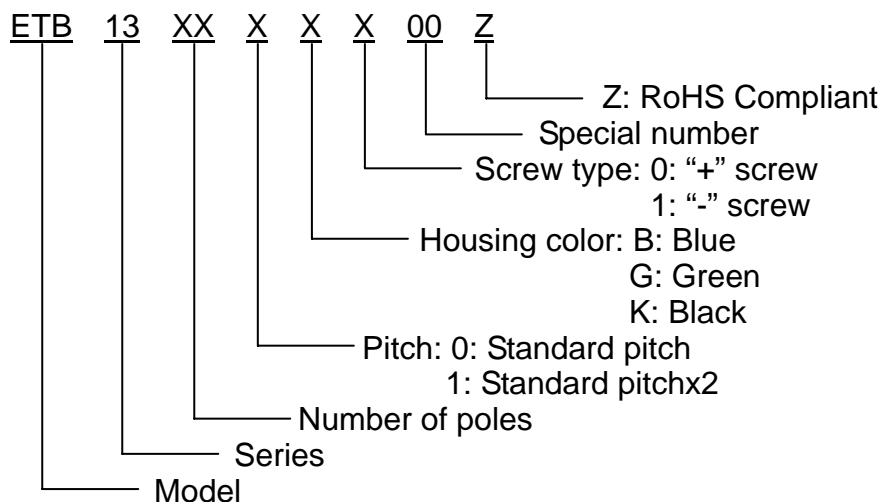 ETB 13 XX X X X 00 Z
Z: RoHS Compliant
Special number
Screw type: 0: “+” screw
1: “-” screw
Housing color: B: Blue
G: Green
K: Black
Pitch: 0: Standard pitch
1: Standard pitchx2
Number of poles
Series
Model